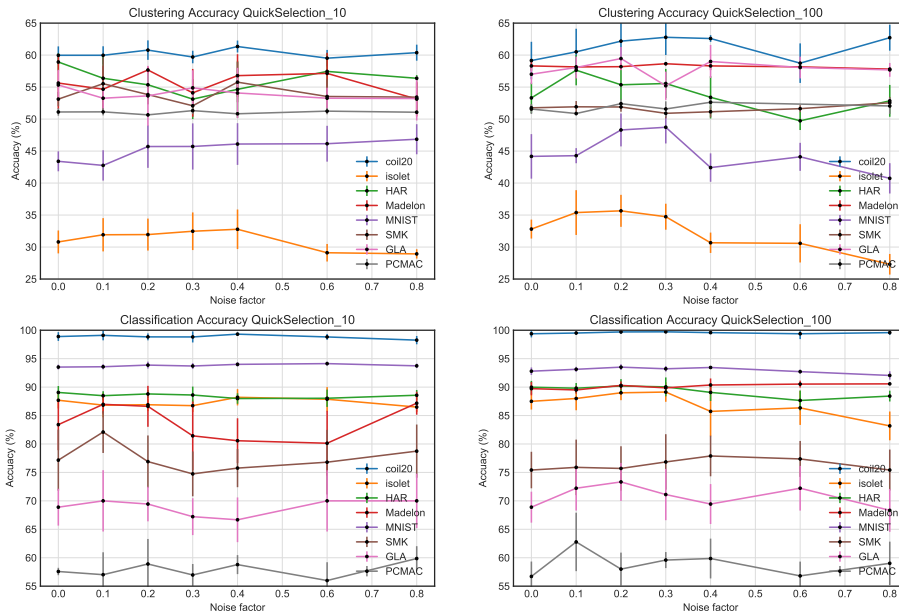 Clustering Accuracy QuickSelection_10
65
60
55
50
45
40
35
30
25
Accuacy (%)
0.0 0.1 0.2 0.3 0.4 0.5 0.6 0.7 0.8
Noise factor
coil20
isolet
HAR
Madelon
MNIST
SMK
GLA
PCMAC
Clustering Accuracy QuickSelection_100
65
60
55
50
45
40
35
30
25
Accuacy (%)
0.0 0.1 0.2 0.3 0.4 0.5 0.6 0.7 0.8
Noise factor
coil20
isolet
HAR
Madelon
MNIST
SMK
GLA
PCMAC
Classification Accuracy QuickSelection_10
100
95
90
85
80
75
70
65
60
55
Accuacy (%)
0.0 0.1 0.2 0.3 0.4 0.5 0.6 0.7 0.8
Noise factor
coil20
isolet
HAR
Madelon
MNIST
SMK
GLA
PCMAC
Classification Accuracy QuickSelection_100
100
95
90
85
80
75
70
65
60
55
Accuacy (%)
0.0 0.1 0.2 0.3 0.4 0.5 0.6 0.7 0.8
Noise factor
coil20
isolet
HAR
Madelon
MNIST
SMK
GLA
PCMAC